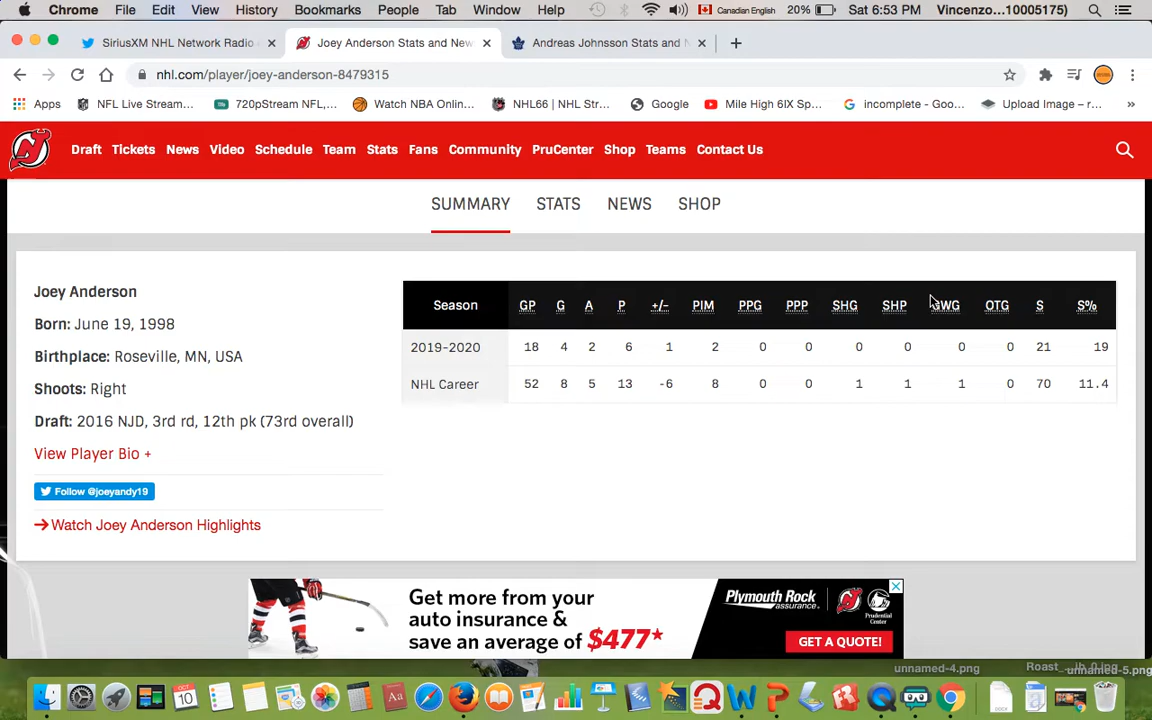 Chrome File Edit View History Bookmarks People Tab Window Help Canadian English 20% Sat 6:53 PM Vincenzo...10005175)
SiriusXM NHL Network Radio Joey Anderson Stats and New Andreas Johnsson Stats and N
nhl.com/player/joey-anderson-8479315
Apps NFL Live Stream... 720pStream NFL,... Watch NBA Onlin... NHL66 | NHL Str... Google Mile High 6IX Sp... incomplete - Goo... Upload Image – r... »
Draft Tickets News Video Schedule Team Stats Fans Community PruCenter Shop Teams Contact Us
SUMMARY STATS NEWS SHOP
Joey Anderson
Born: June 19, 1998
Birthplace: Roseville, MN, USA
Shoots: Right
Draft: 2016 NJD, 3rd rd, 12th pk (73rd overall)
View Player Bio +
Follow @joeyandy19
Watch Joey Anderson Highlights
Season GP G A P +/- PIM PPG PPP SHG SHP GWG OTG S S%
2019-2020 18 4 2 6 1 2 0 0 0 0 0 0 21 19
NHL Career 52 8 5 13 -6 8 0 0 1 1 1 0 70 11.4
Get more from your
auto insurance &
save an average of $477*
Plymouth Rock
assurance
Prudential
Center
GET A QUOTE!
unnamed-4.png
unnamed-5.png
OCT
10